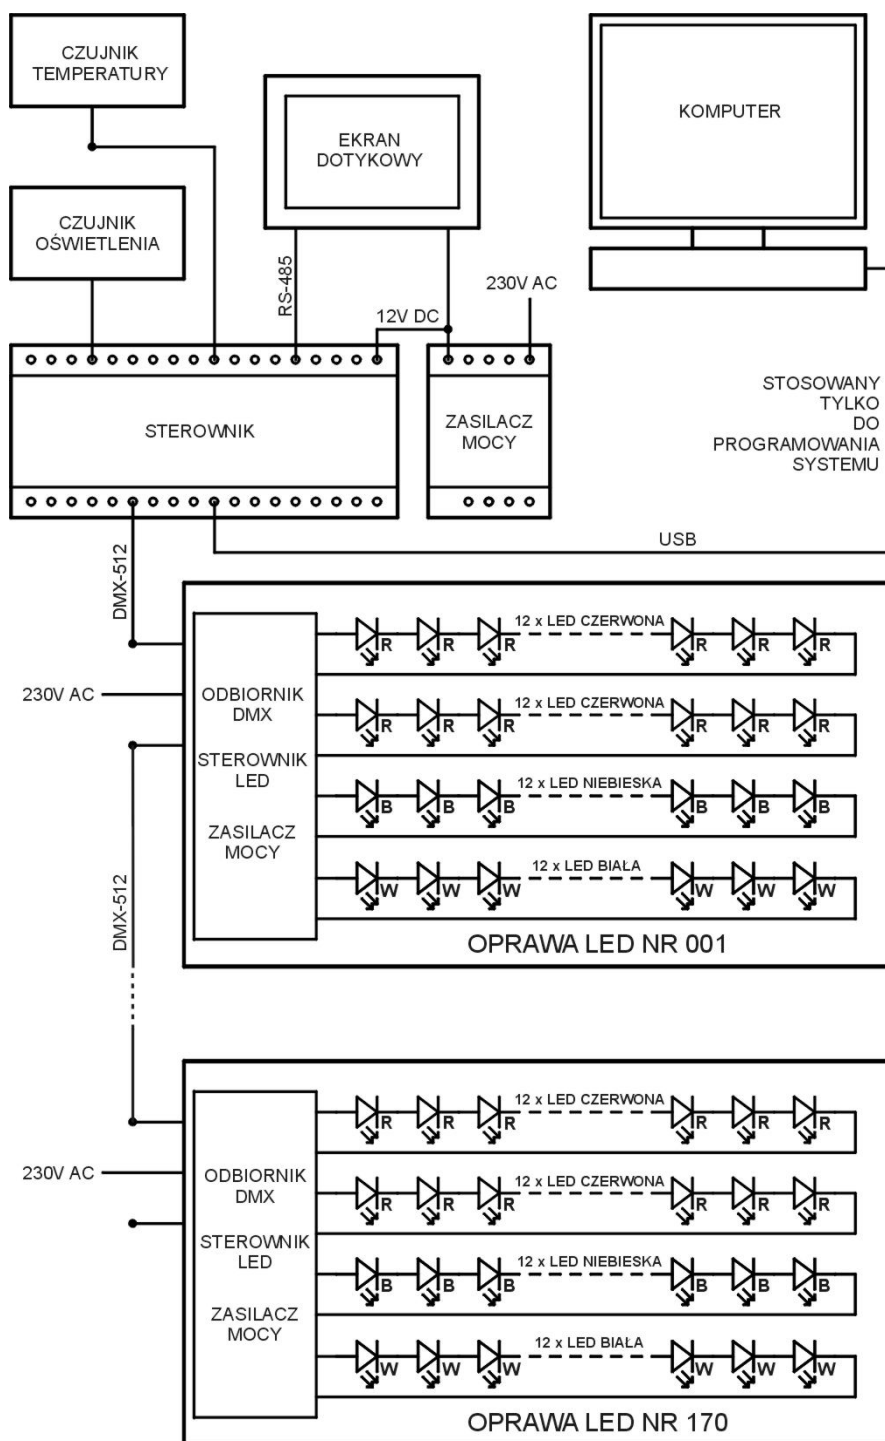 CZUJNIK
TEMPERATURY
EKRAN
DOTYKOWY
KOMPUTER
CZUJNIK
OŚWIETLENIA
RS-485
12V DC
230V AC
STEROWNIK
ZASILACZ
MOCY
STOSOWANY
TYLKO
DO
PROGRAMOWANIA
SYSTEMU
USB
DMX-512
230V AC
DMX-512
ODBIORNIK
DMX
STEROWNIK
LED
ZASILACZ
MOCY
12 x LED CZERWONA
R R R R R R
12 x LED CZERWONA
R R R R R R
12 x LED NIEBIESKA
B B B B B B
12 x LED BIAŁA
W W W W W W
OPRAWA LED NR 001
230V AC
ODBIORNIK
DMX
STEROWNIK
LED
ZASILACZ
MOCY
12 x LED CZERWONA
R R R R R R
12 x LED CZERWONA
R R R R R R
12 x LED NIEBIESKA
B B B B B B
12 x LED BIAŁA
W W W W W W
OPRAWA LED NR 170